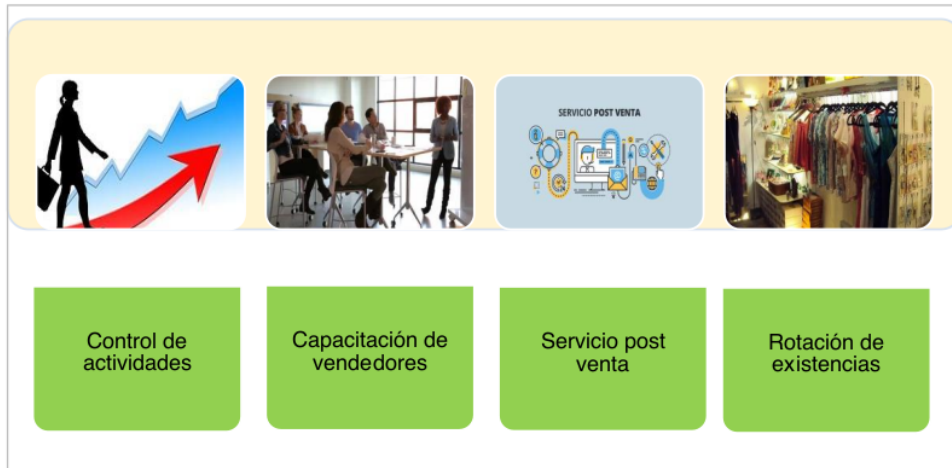 SERVICIO POST VENTA
Control de
actividades
Capacitación de
vendedores
Servicio post
venta
Rotación de
existencias